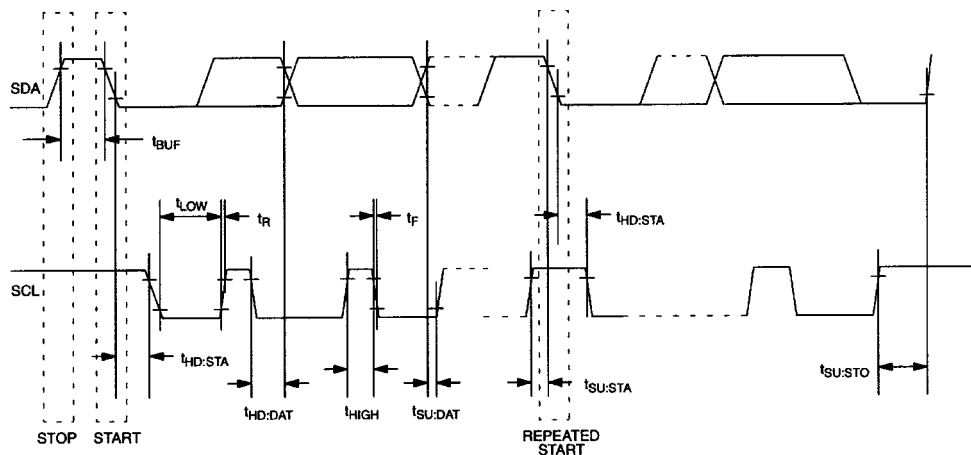 SDA
tBUF
tLOW
tR
tF
tHD:STA
SCL
tHD:STA
tHD:DAT
tHIGH
tSU:DAT
tSU:STA
tSU:STO
STOP
START
REPEATED
START